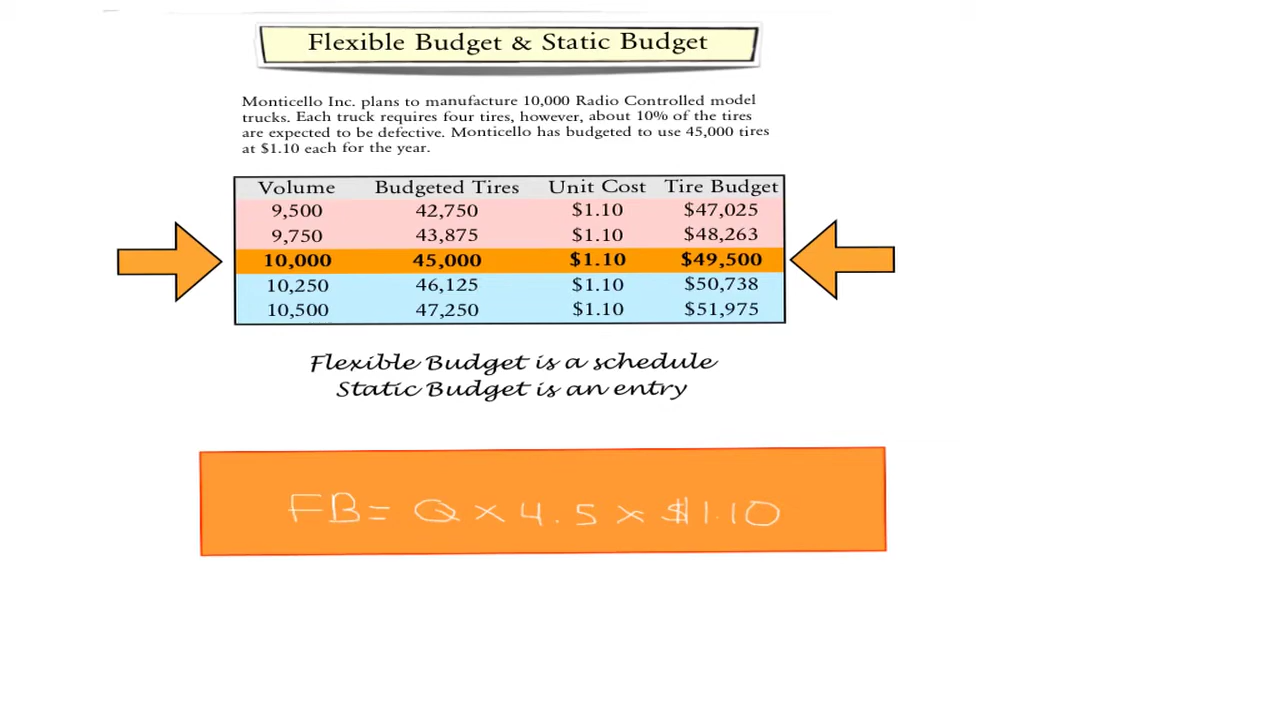 Flexible Budget & Static Budget
Monticello Inc. plans to manufacture 10,000 Radio Controlled model
trucks. Each truck requires four tires, however, about 10% of the tires
are expected to be defective. Monticello has budgeted to use 45,000 tires
at $1.10 each for the year.
Volume Budgeted Tires Unit Cost Tire Budget
9,500 42,750 $1.10 $47,025
9,750 43,875 $1.10 $48,263
10,000 45,000 $1.10 $49,500
10,250 46,125 $1.10 $50,738
10,500 47,250 $1.10 $51,975
Flexible Budget is a schedule
Static Budget is an entry
FB = Q × 4.5 × $1.10